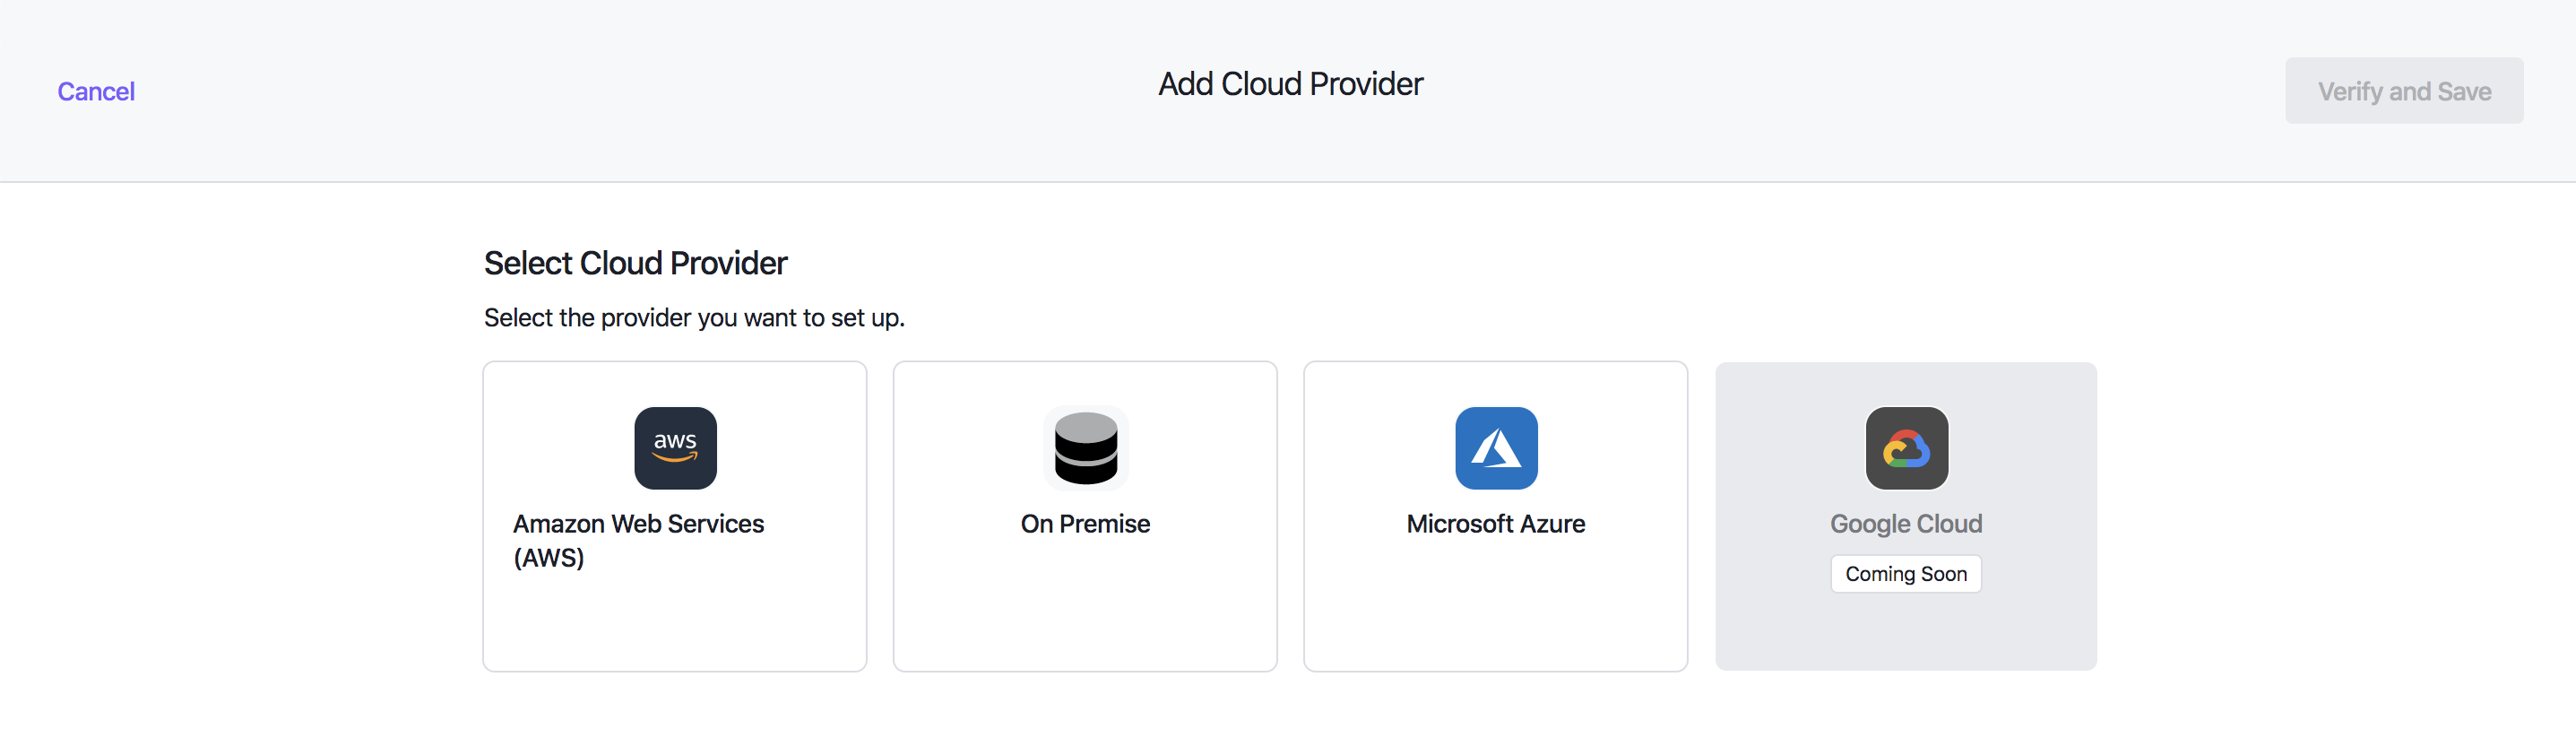 Cancel
Add Cloud Provider
Verify and Save
Select Cloud Provider
Select the provider you want to set up.
aws
Amazon Web Services
(AWS)
On Premise
Microsoft Azure
Google Cloud
Coming Soon